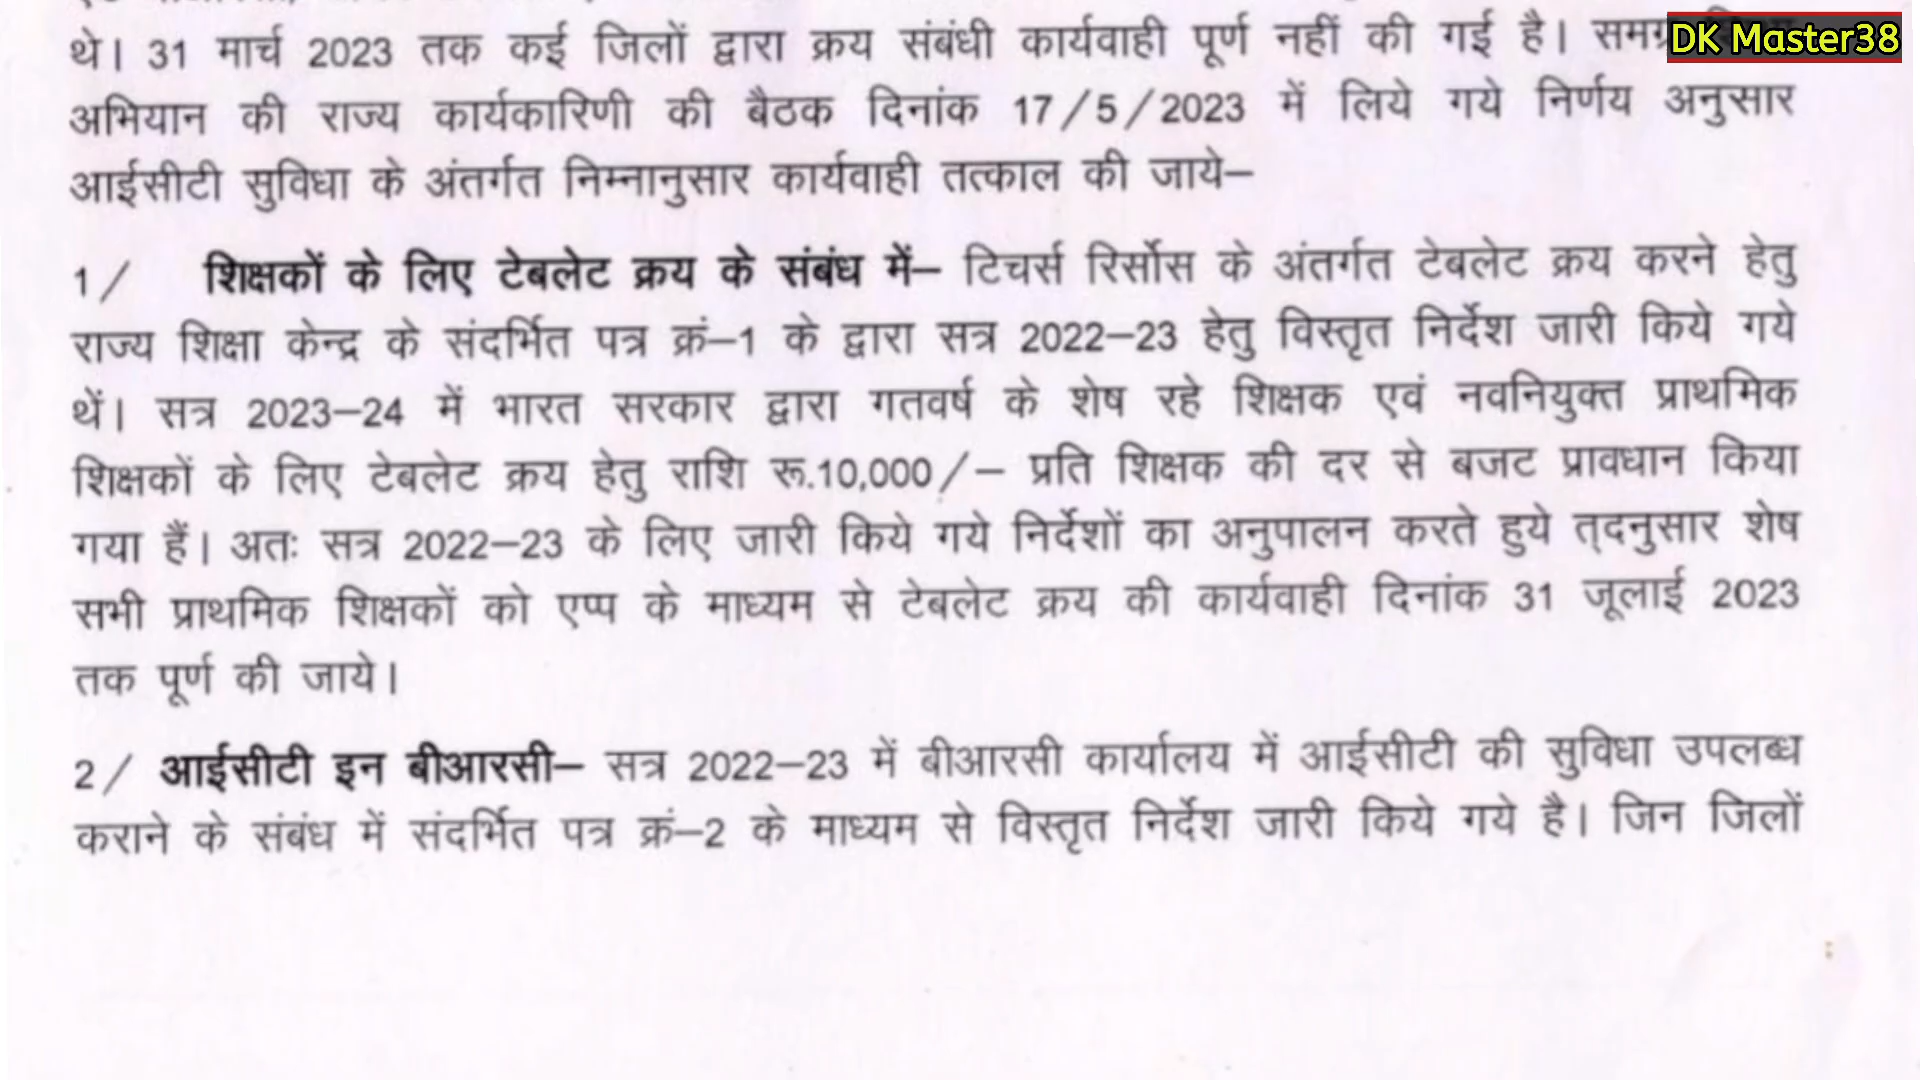 थे। 31 मार्च 2023 तक कई जिलों द्वारा क्रय संबंधी कार्यवाही पूर्ण नहीं की गई है।
DK Master38
अभियान की राज्य कार्यकारिणी की बैठक दिनांक 17/5/2023 में लिये गये निर्णय अनुसार
आईसीटी सुविधा के अंतर्गत निम्नानुसार कार्यवाही तत्काल की जाये–
1/ शिक्षकों के लिए टेबलेट क्रय के संबंध में– टिचर्स रिर्सोस के अंतर्गत टेबलेट क्रय करने हेतु
राज्य शिक्षा केन्द्र के संदर्भित पत्र क्रं–1 के द्वारा सत्र 2022–23 हेतु विस्तृत निर्देश जारी किये गये
थें। सत्र 2023–24 में भारत सरकार द्वारा गतवर्ष के शेष रहे शिक्षक एवं नवनियुक्त प्राथमिक
शिक्षकों के लिए टेबलेट क्रय हेतु राशि रू.10,000/– प्रति शिक्षक की दर से बजट प्रावधान किया
गया हैं। अतः सत्र 2022–23 के लिए जारी किये गये निर्देशों का अनुपालन करते हुये त्दनुसार शेष
सभी प्राथमिक शिक्षकों को एप्प के माध्यम से टेबलेट क्रय की कार्यवाही दिनांक 31 जूलाई 2023
तक पूर्ण की जाये।
2/ आईसीटी इन बीआरसी– सत्र 2022–23 में बीआरसी कार्यालय में आईसीटी की सुविधा उपलब्ध
कराने के संबंध में संदर्भित पत्र क्रं–2 के माध्यम से विस्तृत निर्देश जारी किये गये है। जिन जिलों